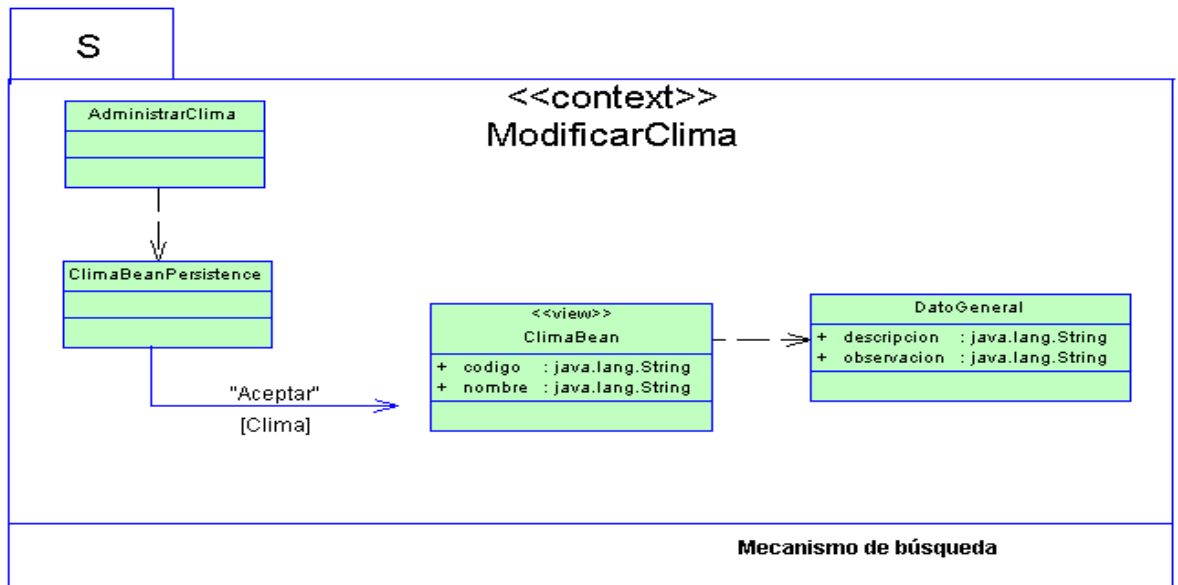 S
<<context>>
ModificarClima
AdministrarClima
ClimaBeanPersistence
"Aceptar"
[Clima]
<<view>>
ClimaBean
+ codigo : java.lang.String
+ nombre : java.lang.String
DatoGeneral
+ descripcion : java.lang.String
+ observacion : java.lang.String
Mecanismo de búsqueda